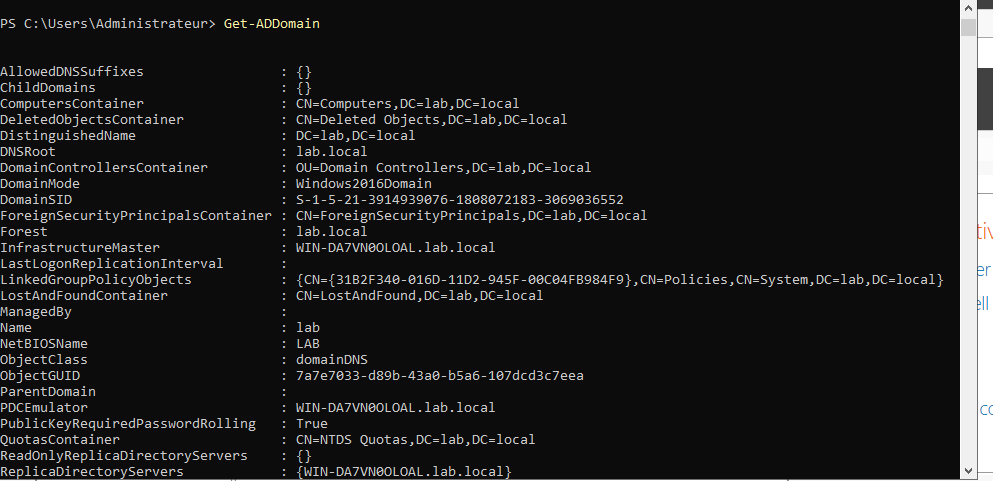 PS C:\Users\Administrateur> Get-ADDomain
AllowedDNSSuffixes : {}
ChildDomains : {}
ComputersContainer : CN=Computers,DC=lab,DC=local
DeletedObjectsContainer : CN=Deleted Objects,DC=lab,DC=local
DistinguishedName : DC=lab,DC=local
DNSRoot : lab.local
DomainControllersContainer : OU=Domain Controllers,DC=lab,DC=local
DomainMode : Windows2016Domain
DomainSID : S-1-5-21-3914939076-1808072183-3069036552
ForeignSecurityPrincipalsContainer : CN=ForeignSecurityPrincipals,DC=lab,DC=local
Forest : lab.local
InfrastructureMaster : WIN-DA7VN0OLOAL.lab.local
LastLogonReplicationInterval :
LinkedGroupPolicyObjects : {CN={31B2F340-016D-11D2-945F-00C04FB984F9},CN=Policies,CN=System,DC=lab,DC=local}
LostAndFoundContainer : CN=LostAndFound,DC=lab,DC=local
ManagedBy :
Name : lab
NetBIOSName : LAB
ObjectClass : domainDNS
ObjectGUID : 7a7e7033-d89b-43a0-b5a6-107dcd3c7eea
ParentDomain :
PDCEmulator : WIN-DA7VN0OLOAL.lab.local
PublicKeyRequiredPasswordRolling : True
QuotasContainer : CN=NTDS Quotas,DC=lab,DC=local
ReadOnlyReplicaDirectoryServers : {}
ReplicaDirectoryServers : {WIN-DA7VN0OLOAL.lab.local}